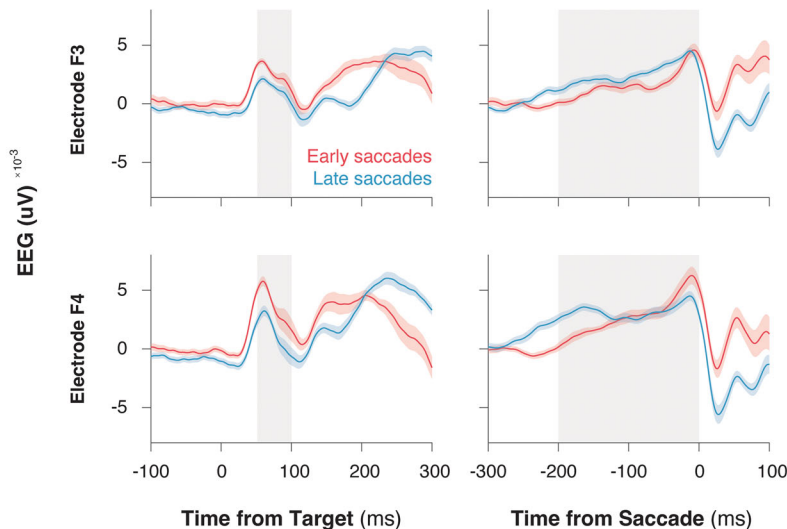 Electrode F3
5
0
-5
Early saccades
Late saccades
EEG (uV) ×10⁻³
Electrode F4
5
0
-5
-100 0 100 200 300
-300 -200 -100 0 100
Time from Target (ms)
Time from Saccade (ms)